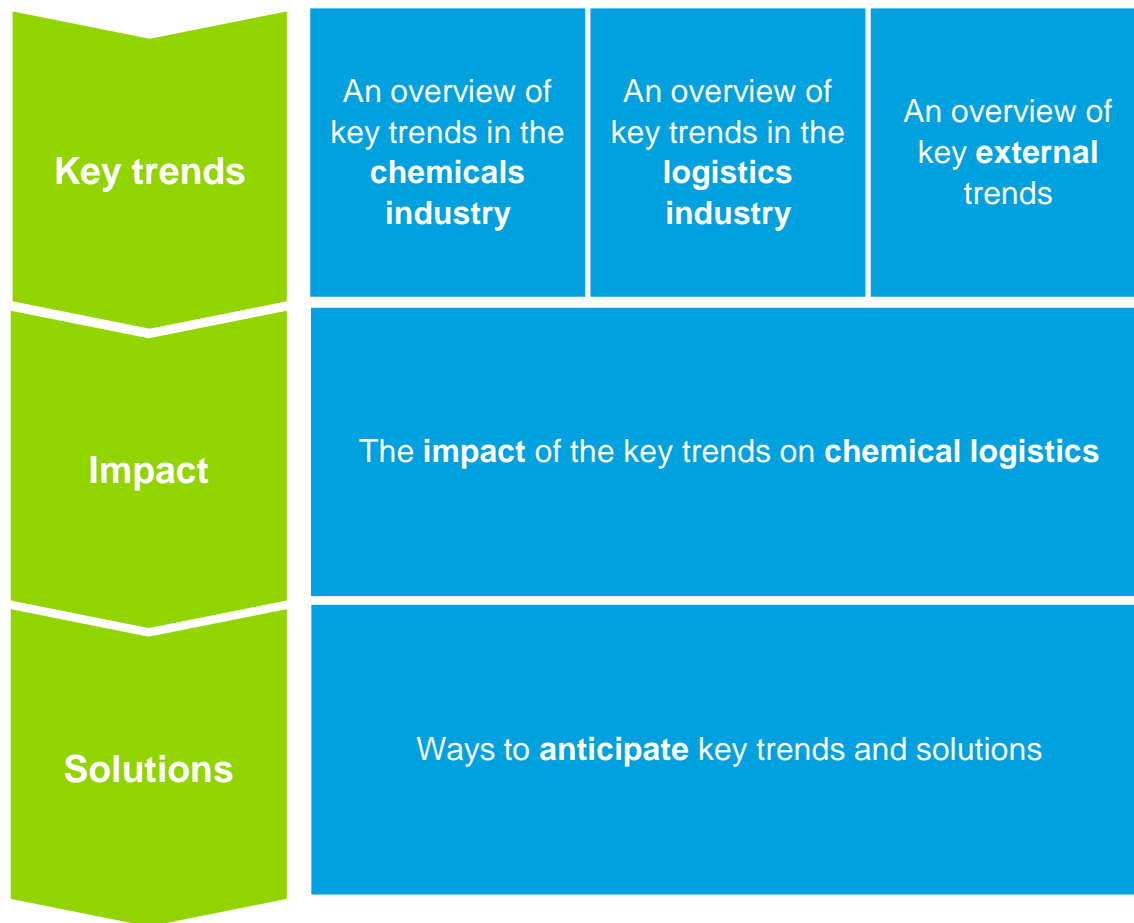 Key trends
An overview of
key trends in the
chemicals
industry
An overview of
key trends in the
logistics
industry
An overview of
key external
trends
Impact
The impact of the key trends on chemical logistics
Solutions
Ways to anticipate key trends and solutions